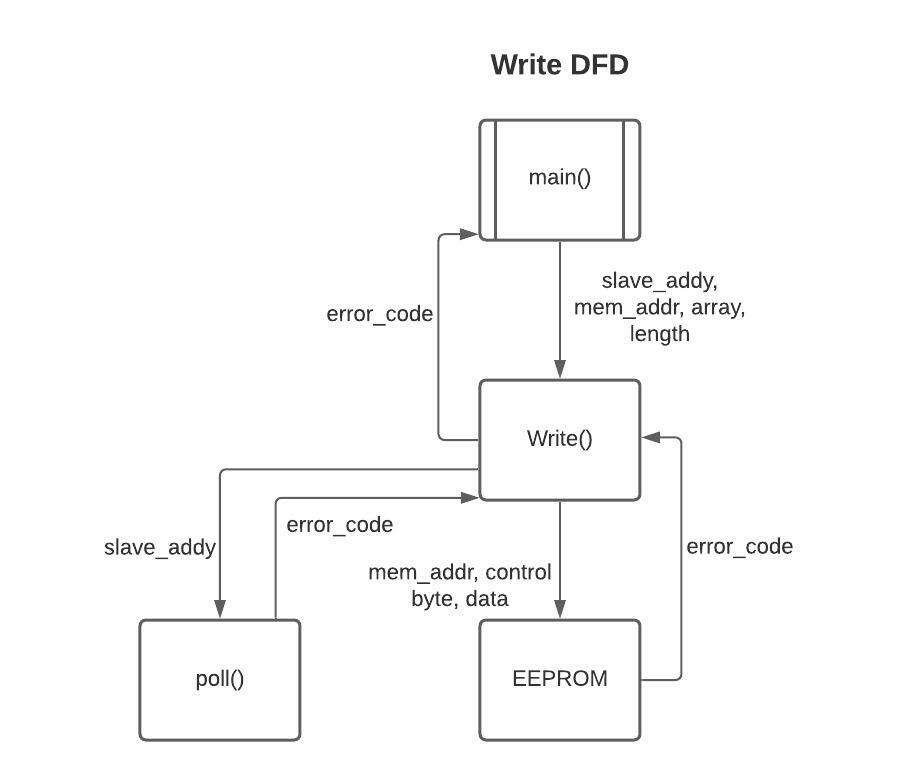 Write DFD
main()
slave_addy,
mem_addr, array,
length
error_code
Write()
error_code
slave_addy
error_code
mem_addr, control
byte, data
poll()
EEPROM